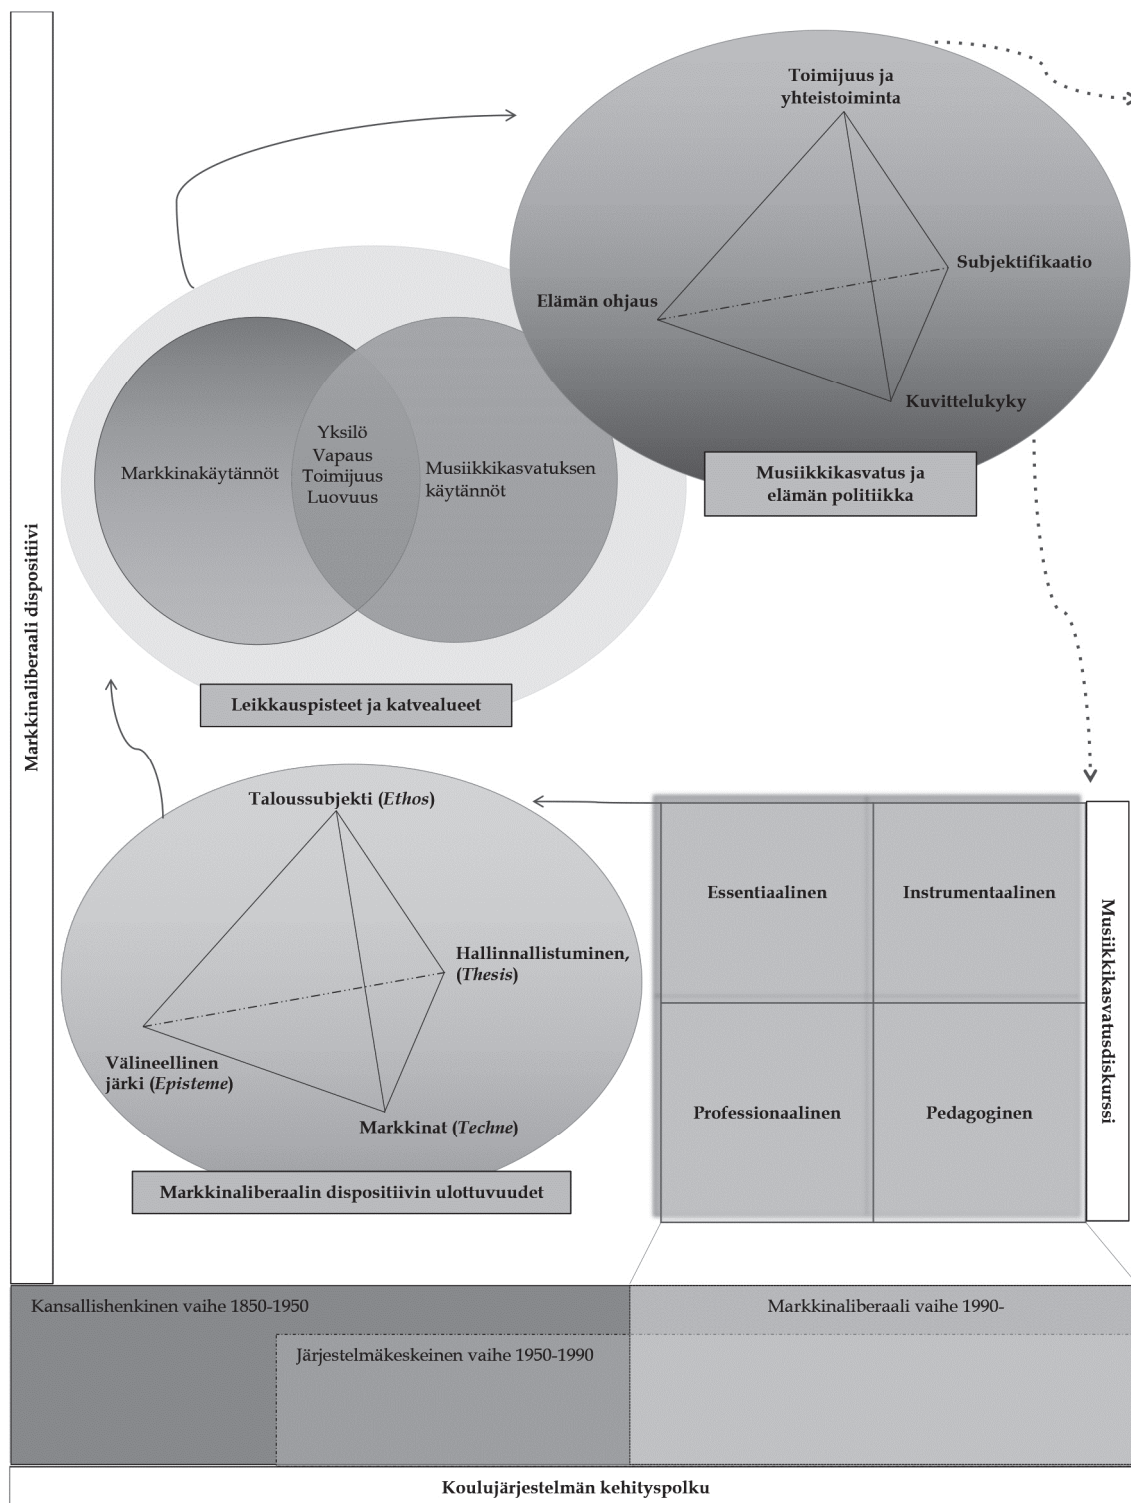 Markkinaliberaali dispositiivi
Toimijuus ja
yhteistoiminta
Subjektifikaatio
Elämän ohjaus
Kuvittelukyky
Musiikkikasvatus ja
elämän politiikka
Markkinakäytännöt
Yksilö
Vapaus
Toimijuus
Luovuus
Musiikkikasvatuksen
käytännöt
Leikkauspisteet ja katvealueet
Taloussubjekti (Ethos)
Hallinnallistuminen,
(Thesis)
Välineellinen
järki (Episteme)
Markkinat (Techne)
Markkinaliberaalin dispositiivin ulottuvuudet
Essentiaalinen
Instrumentaalinen
Professionaalinen
Pedagoginen
Musiikkikasvatusdiskurssi
Kansallishenkinen vaihe 1850-1950
Markkinaliberaali vaihe 1990-
Järjestelmäkeskeinen vaihe 1950-1990
Koulujärjestelmän kehityspolku